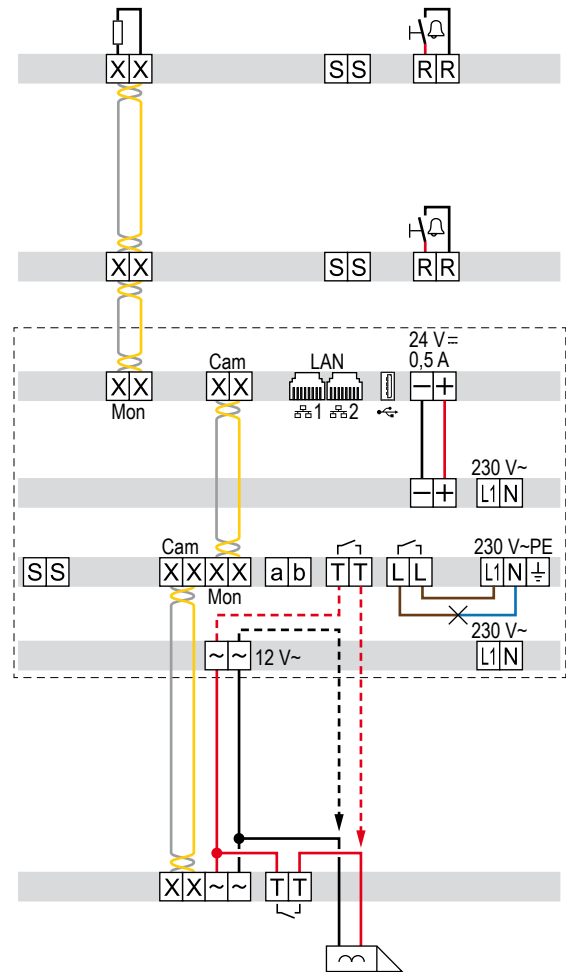 X X S S R R
X X S S R R
24 V⎓
Cam LAN 0,5 A
X X X X − +
Mon 1 2
230 V~
− + L1 N
Cam 230 V~PE
S S X X X X a b T T L L L1 N ⏚
Mon
230 V~
~ ~ 12 V~ L1 N
X X ~ ~ T T